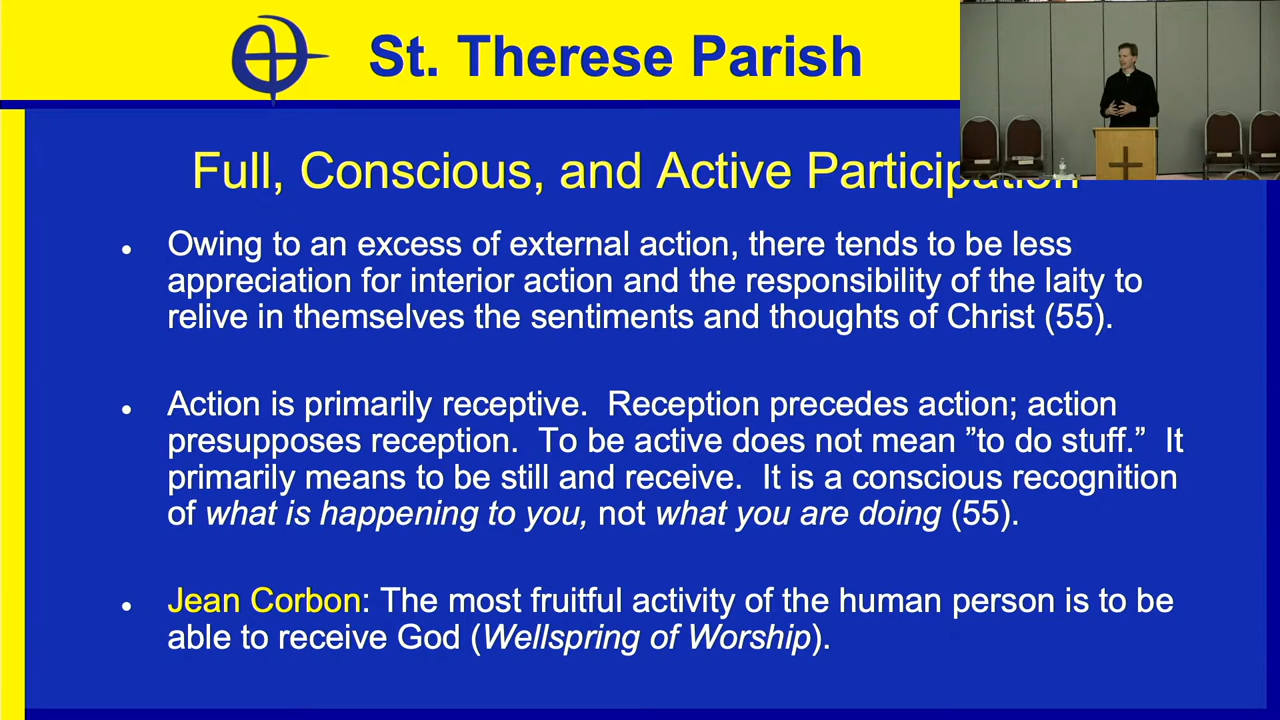 St. Therese Parish
Full, Conscious, and Active Participation
• Owing to an excess of external action, there tends to be less
appreciation for interior action and the responsibility of the laity to
relive in themselves the sentiments and thoughts of Christ (55).
• Action is primarily receptive.  Reception precedes action; action
presupposes reception.  To be active does not mean ”to do stuff.”  It
primarily means to be still and receive.  It is a conscious recognition
of what is happening to you, not what you are doing (55).
• Jean Corbon: The most fruitful activity of the human person is to be
able to receive God (Wellspring of Worship).